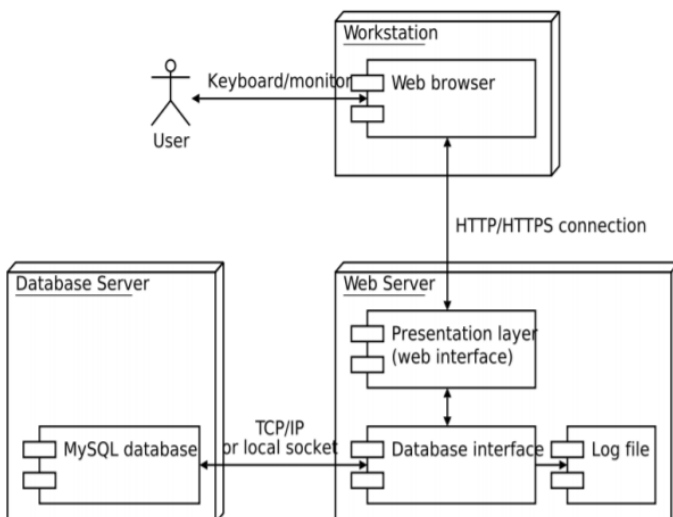 Workstation
Keyboard/monitor
Web browser
User
HTTP/HTTPS connection
Database Server
Web Server
Presentation layer
(web interface)
TCP/IP
or local socket
MySQL database
Database interface
Log file